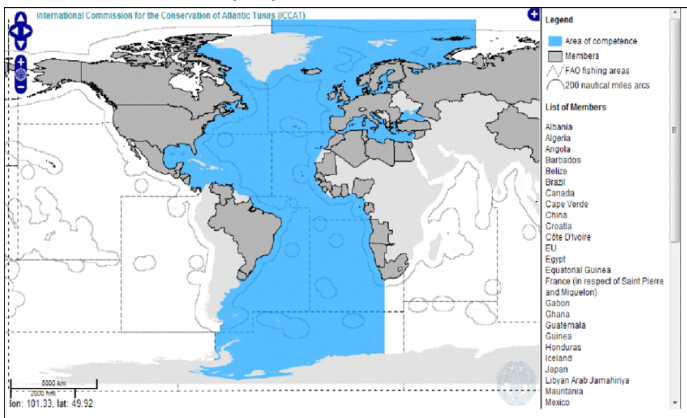 International Commission for the Conservation of Atlantic Tunas (ICCAT)
Legend
Area of competence
Members
FAO fishing areas
200 nautical miles arcs
List of Members
Albania
Algeria
Angola
Barbados
Belize
Brazil
Canada
Cape Verde
China
Croatia
Côte D'Ivoire
EU
Egypt
Equatorial Guinea
France (in respect of Saint Pierre
and Miquelon)
Gabon
Ghana
Guatemala
Guinea
Honduras
Iceland
Japan
Libyan Arab Jamahiriya
Mauritania
Mexico
5000 km
2000 nmi
lon: 101.33, lat: 49.92